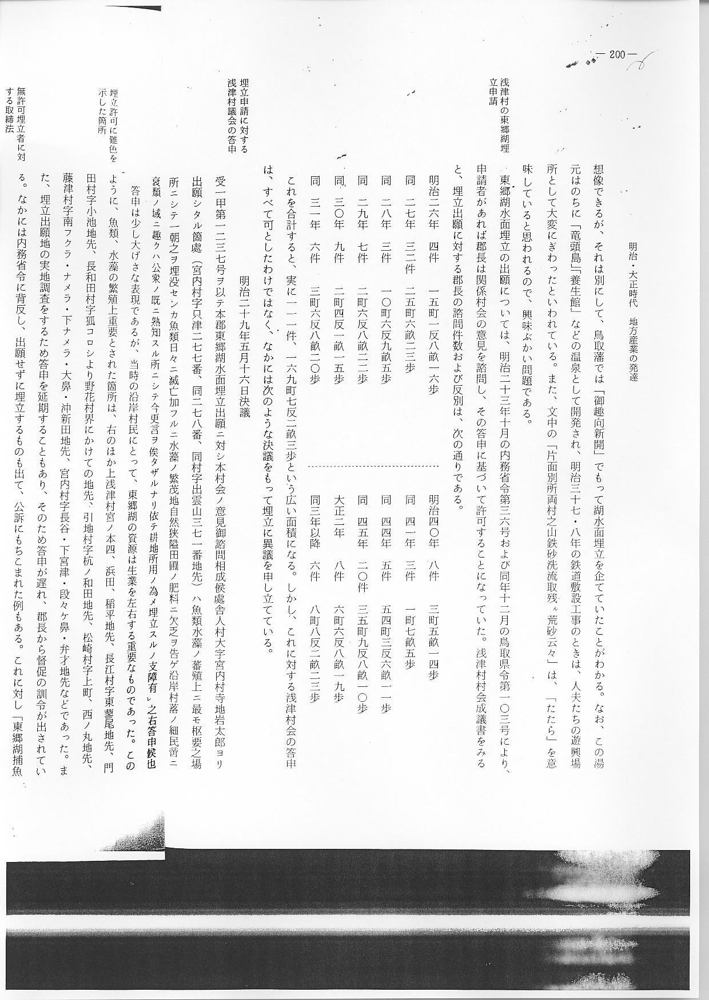 — 200 —
明治・大正時代　地方産業の発達
想像できるが、それは別にして、鳥取藩では「御趣向新開」でもって湖水面埋立を企てていたことがわかる。なお、この湯
元はのちに「竜頭島」「養生館」などの温泉として開発され、明治三十七・八年の鉄道敷設工事のときは、人夫たちの遊興場
所として大変にぎわったといわれている。また、文中の「片面別所両村之山鉄砂洗流取残ル荒砂云々」は、「たたら」を意
味していると思われるので、興味ぶかい問題である。
浅津村の東郷湖埋
立申請
東郷湖水面埋立の出願については、明治二十三年十月の内務省令第三六号および同年十二月の鳥取県令第一〇三号により、
申請者があれば郡長は関係村会の意見を諮問し、その答申に基づいて許可することになっていた。浅津村村会成議書をみる
と、埋立出願に対する郡長の諮問件数および反別は、次の通りである。
明治二六年　四件　一五町一反八畝一六歩
同　二七年　三二件　二五町六畝二三歩
同　二八年　三件　一〇町六反九畝五歩
同　二九年　七件　二町六反八畝二二歩
同　三〇年　九件　二町四反一畝一五歩
同　三一年　六件　三町六反八畝二〇歩
明治四〇年　八件　三町五畝一四歩
同　四一年　三件　一町七畝五歩
同　四四年　五件　五四町三反六畝一一歩
同　四五年　二〇件　三五町九反八畝一〇歩
大正二年　八件　六町六反八畝一九歩
同三年以降　六件　八町八反二畝二三歩
これを合計すると、実に一一一件、一六九町七反二畝三歩という広い面積になる。しかし、これに対する浅津村会の答申
は、すべて可としたわけではなく、なかには次のような決議をもって埋立に異議を申し立てている。
埋立申請に対する
浅津村議会の答申
明治二十九年五月十六日決議
受一甲第一二三七号ヲ以テ本郡東郷湖水面埋立出願ニ対シ本村会ノ意見御諮問相成候處舎人村大字宮内村寺地岩太郎ヨリ
出願シタル箇處（宮内村字只津二七七番、同二七八番、同村字出雲山三七一番地先）ハ魚類水藻ノ蕃殖上ニ最モ枢要之場
所ニシテ一朝之ヲ埋没センカ魚類日々ニ滅亡加フルニ水藻ノ繁茂地自然狭隘田圃ノ肥料ニ欠乏ヲ告ゲ沿岸村落ノ細民啻ニ
衰頽ノ域ニ趣クハ公衆ノ既ニ熟知スル所ニシテ今更言ヲ俟タザルナリ依テ耕地所用ノ為メ埋立スルノ支障有レ之右答申候也
答申は少し大げさな表現であるが、当時の沿岸村民にとって、東郷湖の資源は生業を左右する重要なものであった。この
埋立許可に難色を
示した箇所
ように、魚類、水藻の繁殖上重要とされた箇所は、右のほか上浅津村宮ノ本四、浜田、稲平地先、長江村字東蓼尾地先、門
田村字小池地先、長和田村字狐コロシより野花村界にかけての地先、引地村字杭ノ和田地先、松崎村字上町、西ノ丸地先、
藤津村字南フクラ・ナメラ・下ナメラ・大鼻・沖新田地先、宮内村字長谷・下宮津・段々ケ鼻・弁才地先などであった。ま
た、埋立出願地の実地調査をするため答申を延期することもあり、そのため答申が遅れ、郡長から督促の訓令が出されてい
無許可埋立者に対
する取締法
る。なかには内務省令に背反し、出願せずに埋立するものも出て、公訴にもちこまれた例もある。これに対し「東郷湖捕魚